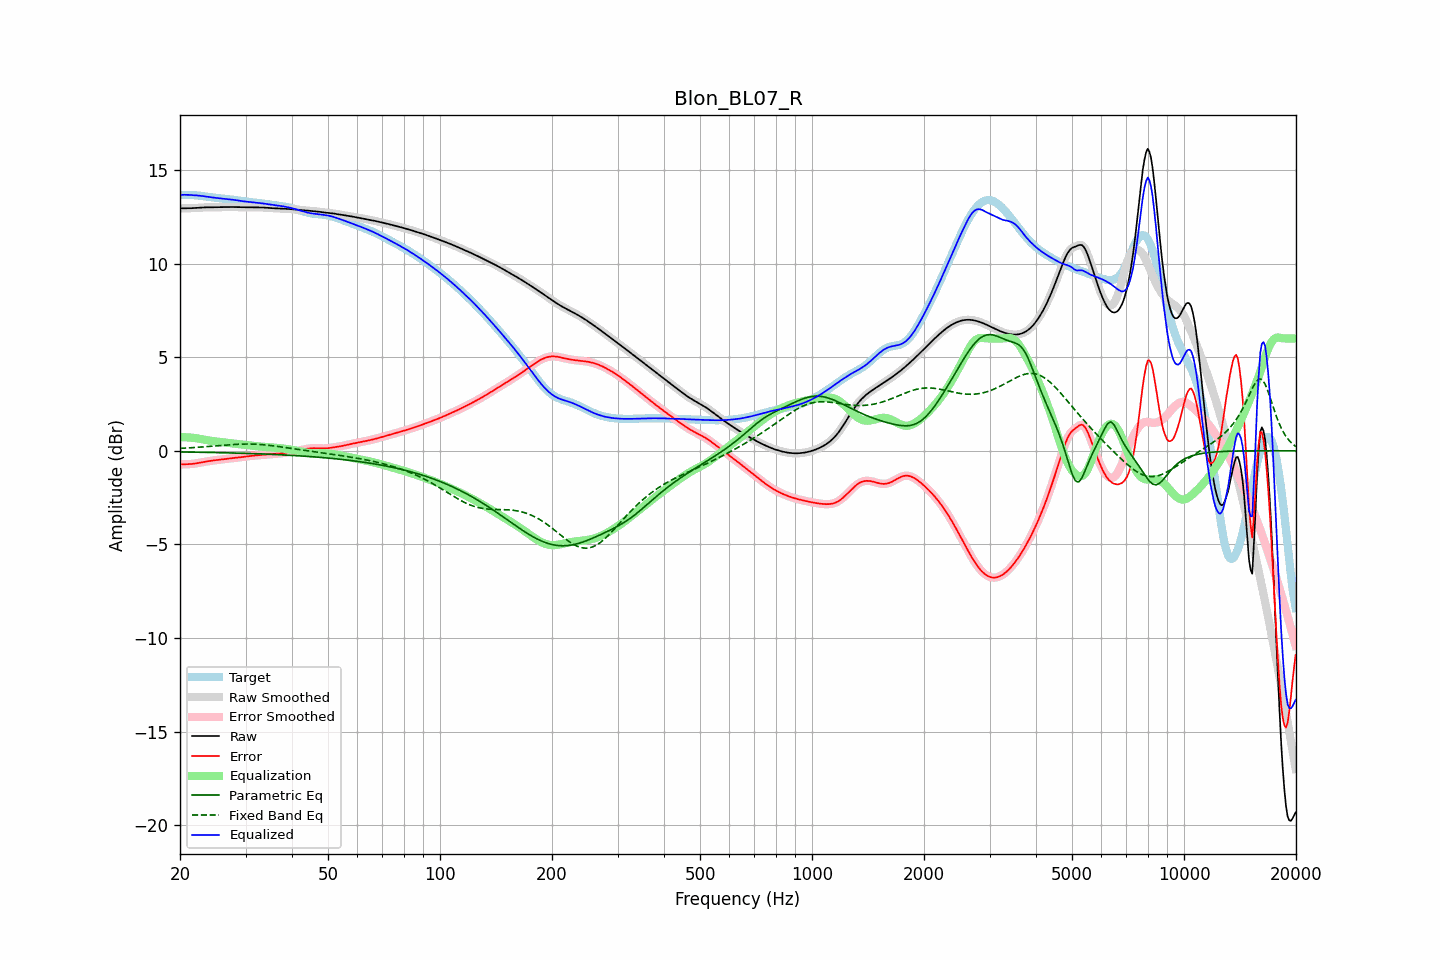 Blon_BL07_R
Amplitude (dBr)
15
10
5
0
−5
−10
−15
−20
Target
Raw Smoothed
Error Smoothed
Raw
Error
Equalization
Parametric Eq
Fixed Band Eq
Equalized
20 50 100 200 500 1000 2000 5000 10000 20000
Frequency (Hz)